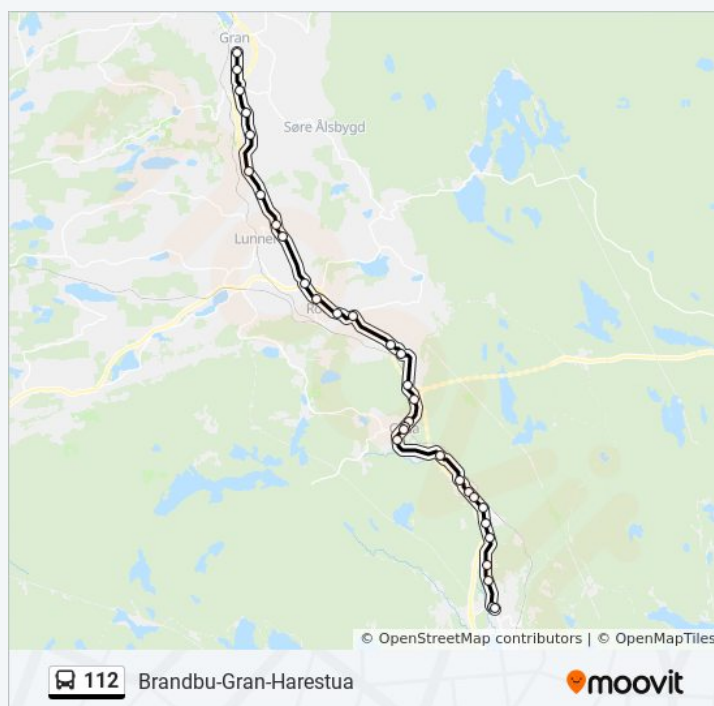 Gran
Søre Ålsbygd
Lunner
© OpenStreetMap contributors | © OpenMapTiles
112 Brandbu-Gran-Harestua
moovit